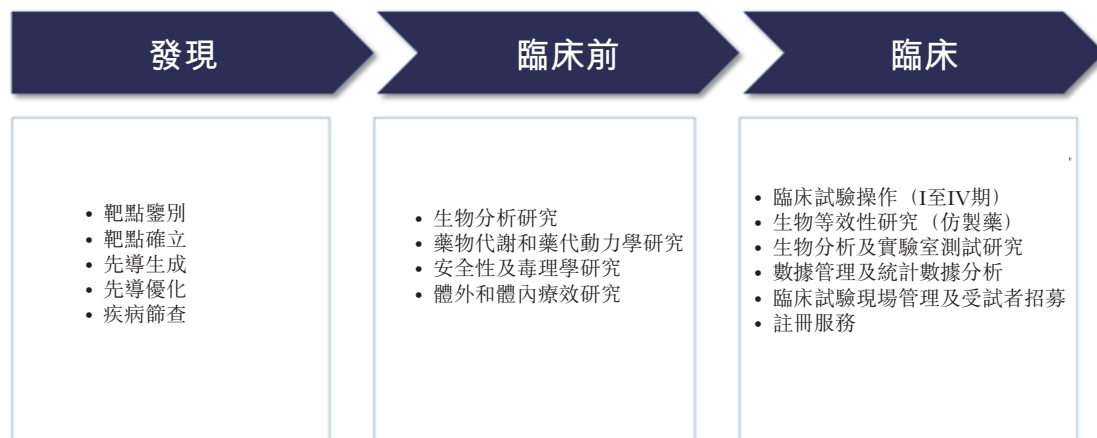 發現
臨床前
臨床
• 靶點鑒別
• 靶點確立
• 先導生成
• 先導優化
• 疾病篩查
• 生物分析研究
• 藥物代謝和藥代動力學研究
• 安全性及毒理學研究
• 體外和體內療效研究
• 臨床試驗操作（I至IV期）
• 生物等效性研究（仿製藥）
• 生物分析及實驗室測試研究
• 數據管理及統計數據分析
• 臨床試驗現場管理及受試者招募
• 註冊服務